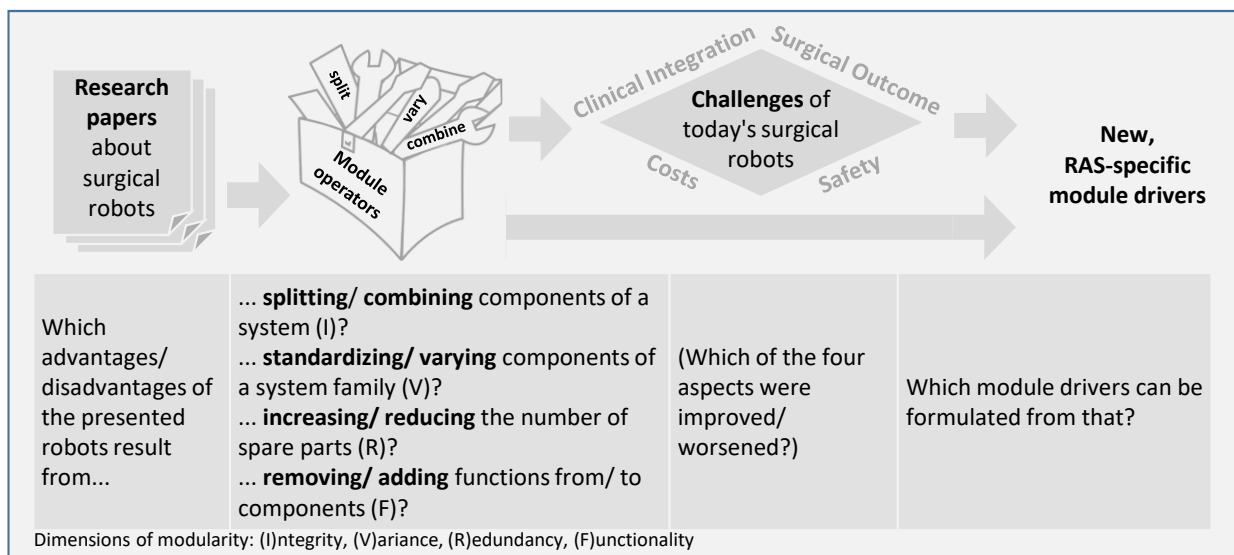 Research
papers
about
surgical
robots
split
vary
combine
Module
operators
Clinical Integration
Surgical Outcome
Challenges of
today's surgical
robots
Costs
Safety
New,
RAS-specific
module drivers
Which
advantages/
disadvantages of
the presented
robots result
from...
... splitting/ combining components of a
system (I)?
... standardizing/ varying components of
a system family (V)?
... increasing/ reducing the number of
spare parts (R)?
... removing/ adding functions from/ to
components (F)?
(Which of the four
aspects were
improved/
worsened?)
Which module drivers can be
formulated from that?
Dimensions of modularity: (I)ntegrity, (V)ariance, (R)edundancy, (F)unctionality